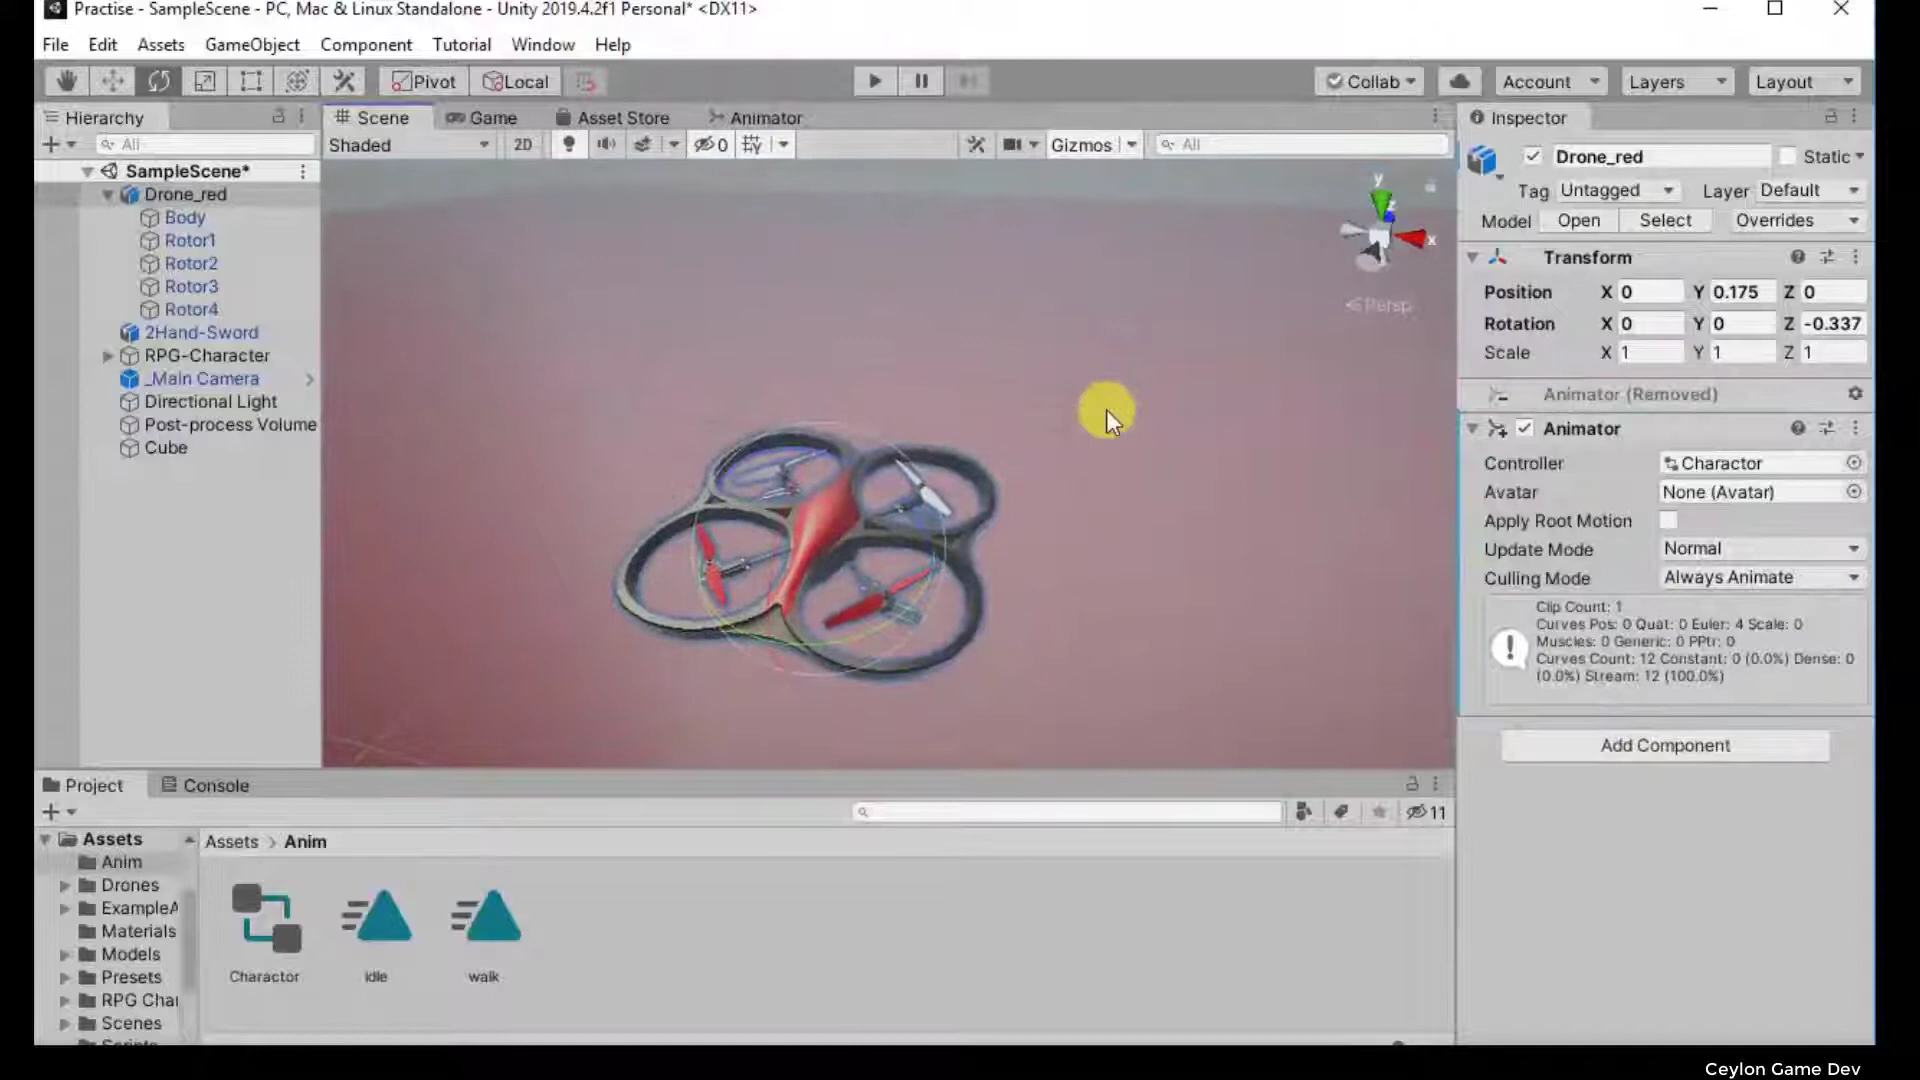 Practise - SampleScene - PC, Mac & Linux Standalone - Unity 2019.4.2f1 Personal* <DX11>
File Edit Assets GameObject Component Tutorial Window Help
Pivot Local Collab Account Layers Layout
Hierarchy
All
SampleScene*
Drone_red
Body
Rotor1
Rotor2
Rotor3
Rotor4
2Hand-Sword
RPG-Character
_Main Camera
Directional Light
Post-process Volume
Cube
Scene Game Asset Store Animator
Shaded 2D 0 Gizmos All
y
z
x
Persp
Inspector
Drone_red Static
Tag Untagged Layer Default
Model Open Select Overrides
Transform
Position X 0 Y 0.175 Z 0
Rotation X 0 Y 0 Z -0.337
Scale X 1 Y 1 Z 1
Animator (Removed)
Animator
Controller Charactor
Avatar None (Avatar)
Apply Root Motion
Update Mode Normal
Culling Mode Always Animate
Clip Count: 1
Curves Pos: 0 Quat: 0 Euler: 4 Scale: 0
Muscles: 0 Generic: 0 PPtr: 0
Curves Count: 12 Constant: 0 (0.0%) Dense: 0
(0.0%) Stream: 12 (100.0%)
Add Component
Project Console
11
Assets
Anim
Drones
ExampleA
Materials
Models
Presets
RPG Char
Scenes
Assets > Anim
Charactor idle walk
Ceylon Game Dev